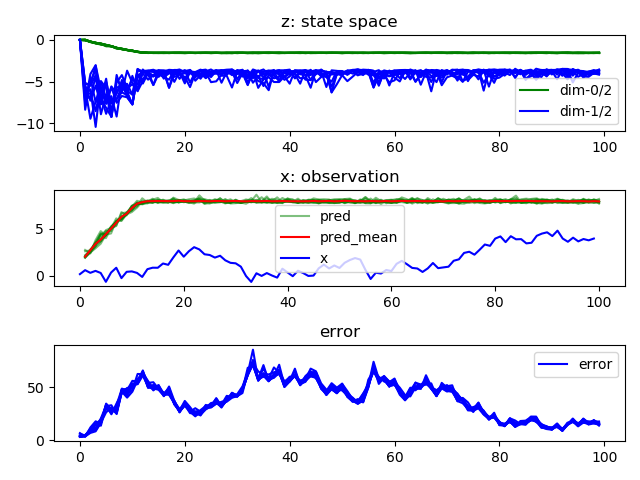 z: state space
0
−5
−10
dim-0/2
dim-1/2
0 20 40 60 80 100
x: observation
5
0
pred
pred_mean
x
0 20 40 60 80 100
error
50
0
error
0 20 40 60 80 100